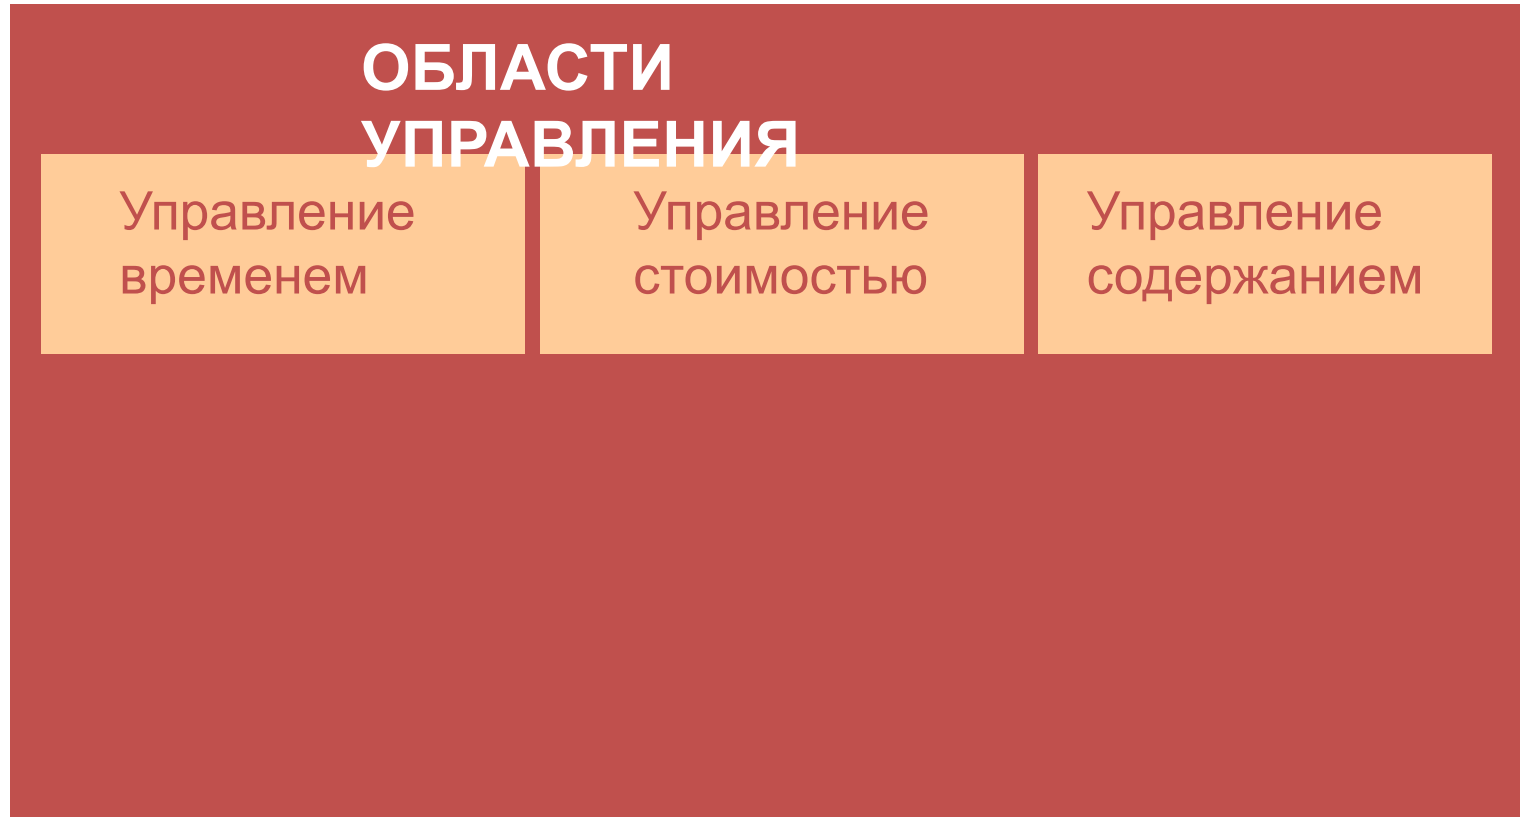 ОБЛАСТИ
УПРАВЛЕНИЯ
Управление
временем
Управление
стоимостью
Управление
содержанием